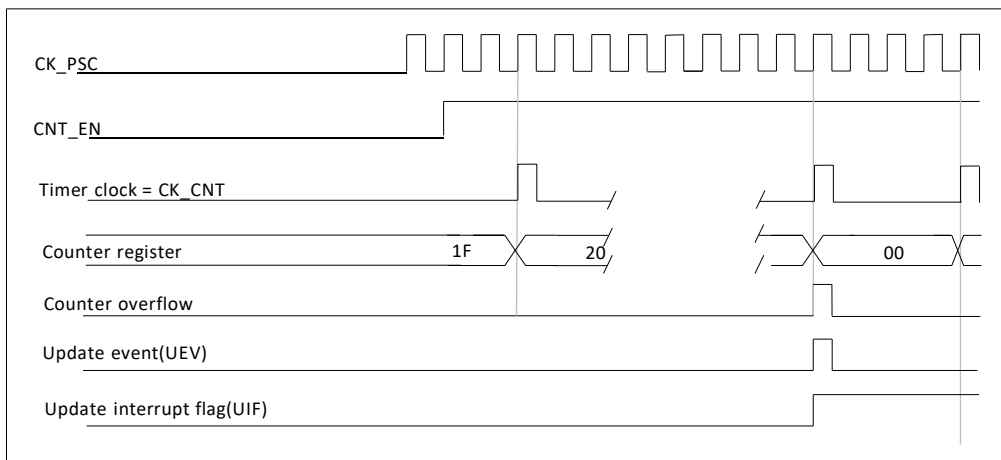 CK_PSC
CNT_EN
Timer clock = CK_CNT
Counter register 1F 20 00
Counter overflow
Update event(UEV)
Update interrupt flag(UIF)